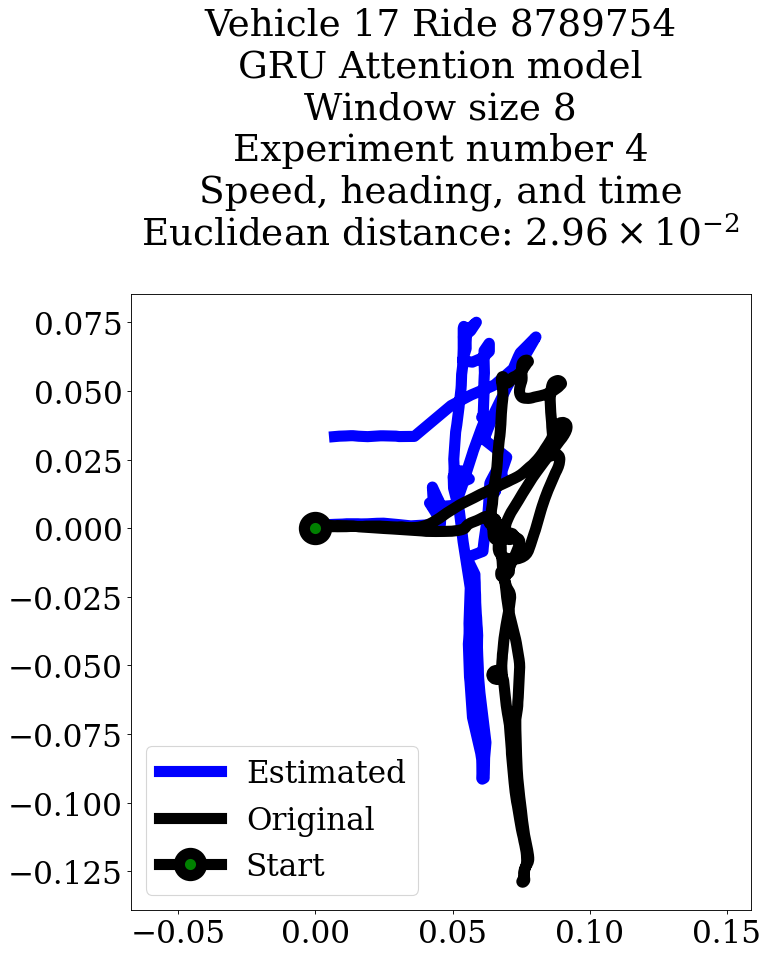 Vehicle 17 Ride 8789754
GRU Attention model
Window size 8
Experiment number 4
Speed, heading, and time
Euclidean distance: 2.96 × 10⁻²
0.075
0.050
0.025
0.000
−0.025
−0.050
−0.075
−0.100
−0.125
Estimated
Original
Start
−0.05
0.00
0.05
0.10
0.15